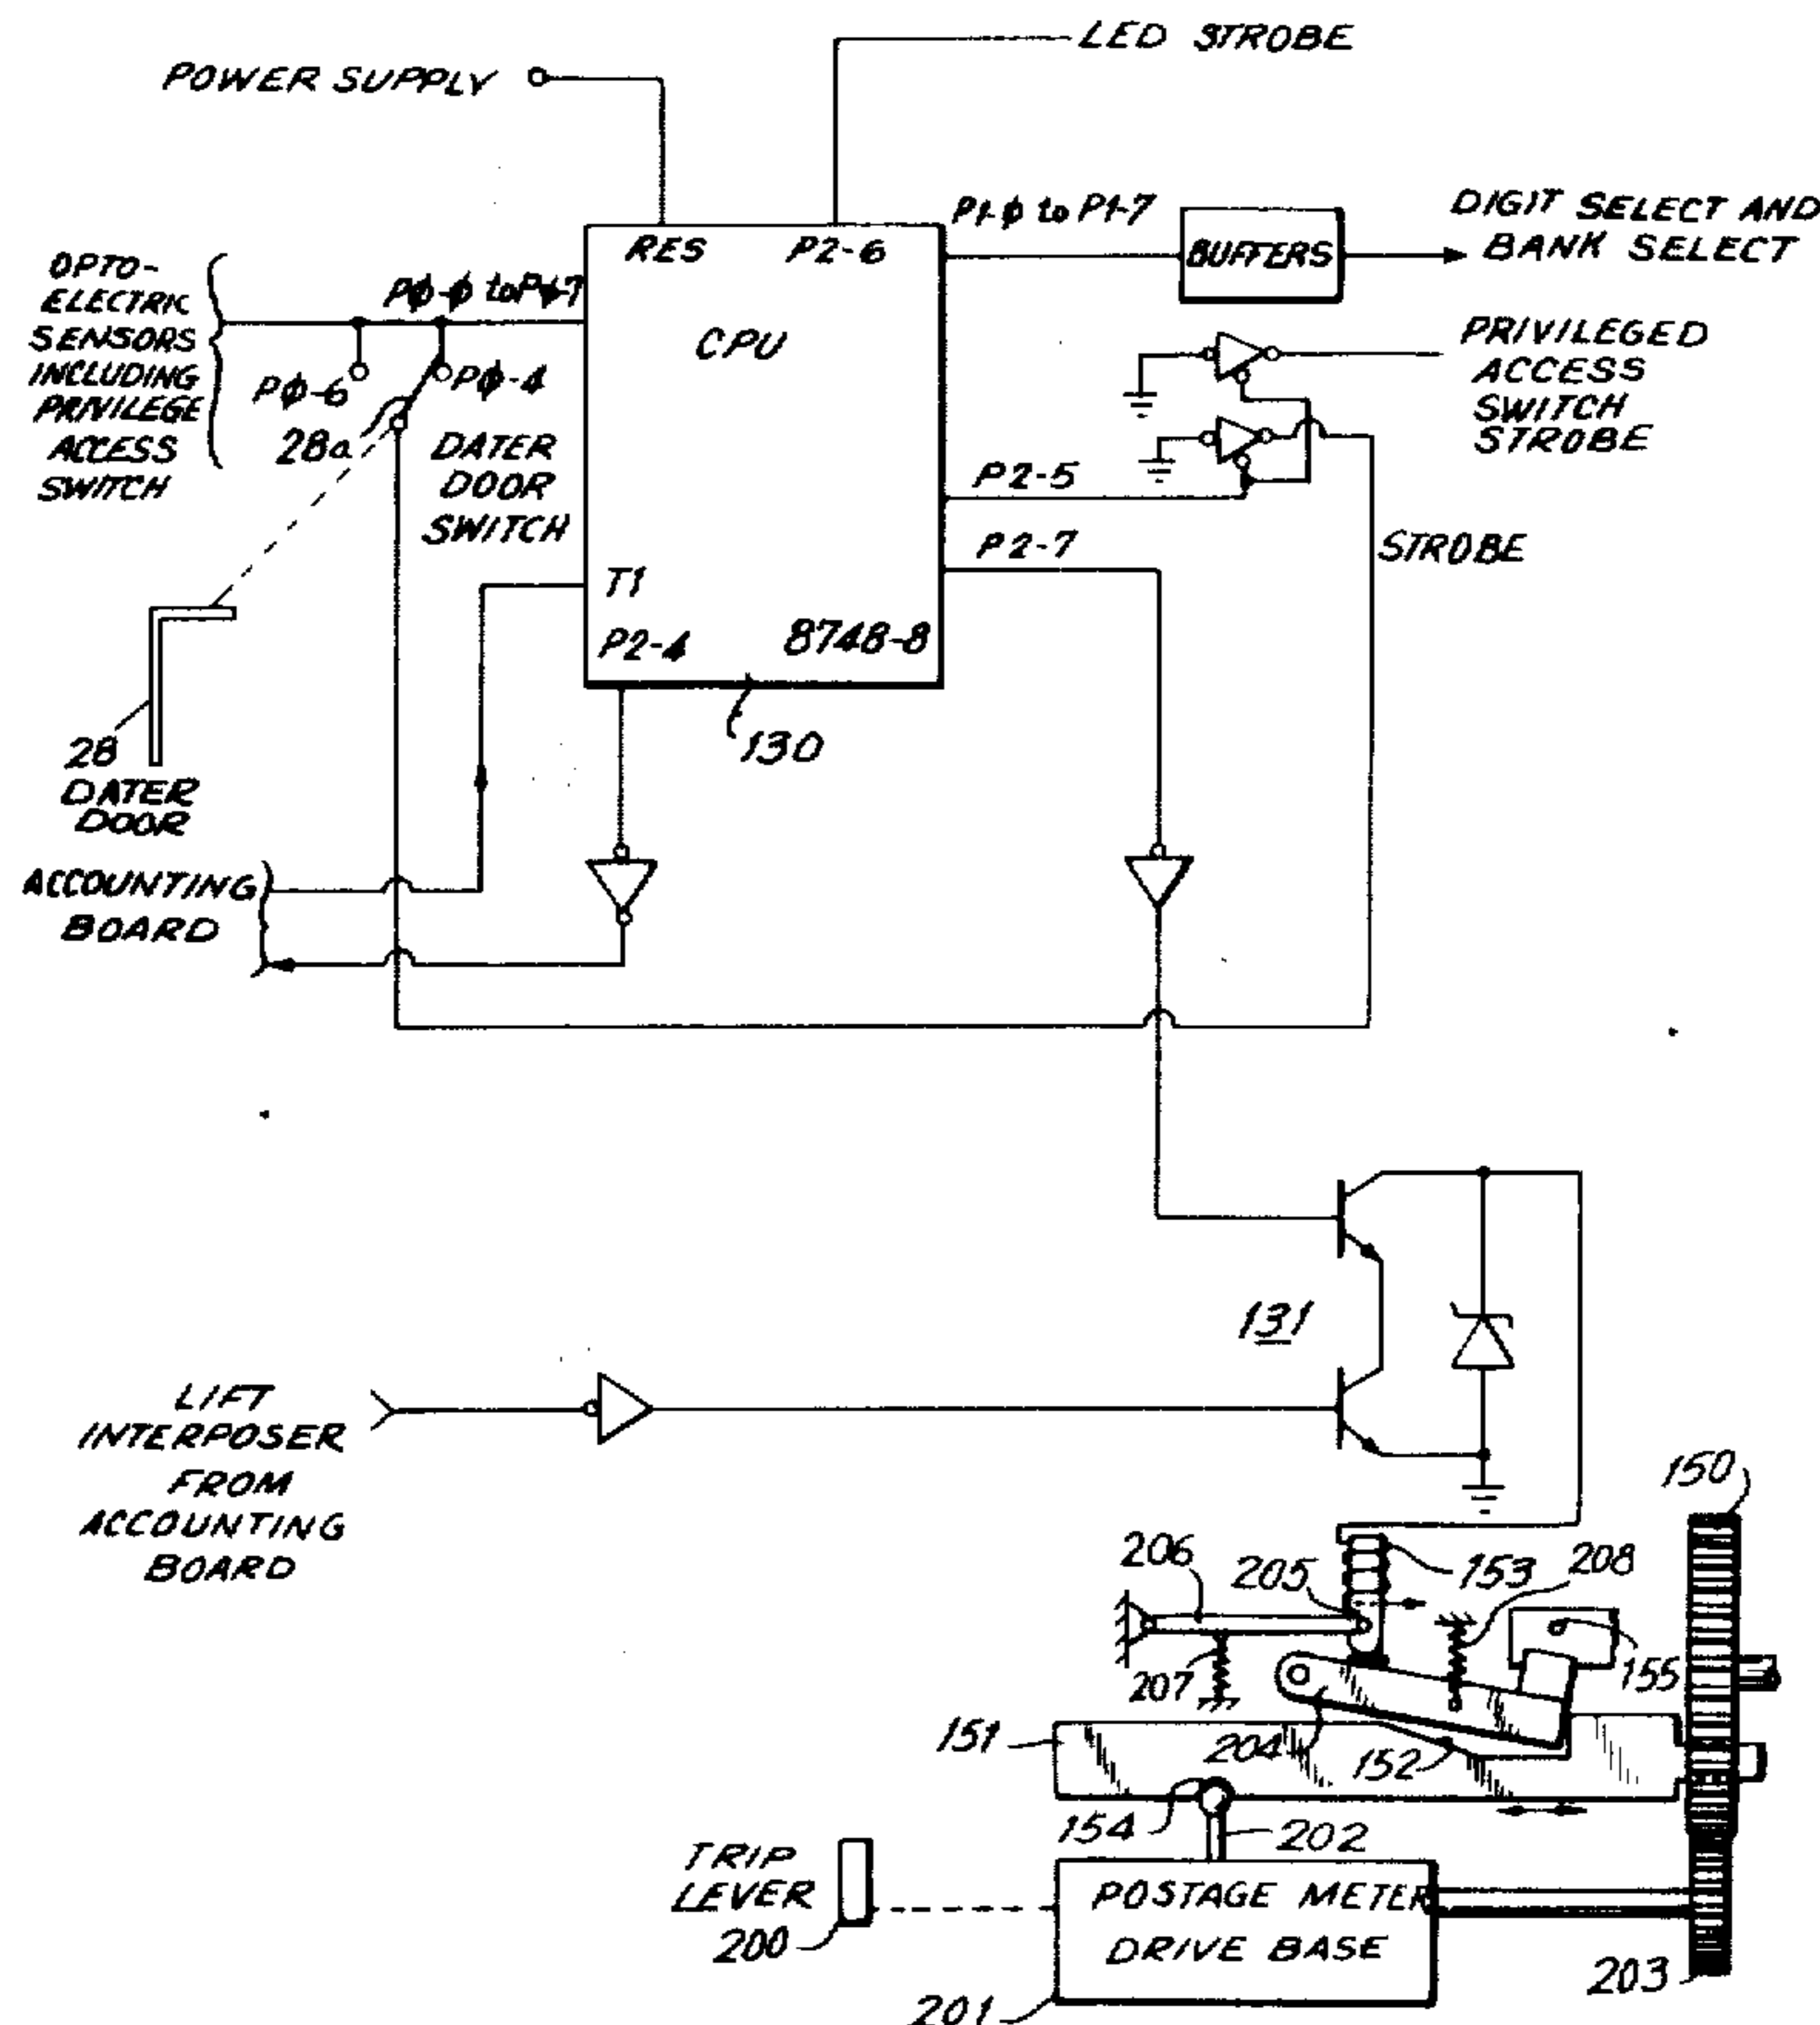 LED STROBE
POWER SUPPLY
RES
P2-6
P1-ϕ to P1-7
BUFFERS
DIGIT SELECT AND
BANK SELECT
OPTO-
ELECTRIC
SENSORS
INCLUDING
PRIVILEGE
ACCESS
SWITCH
Pϕ-ϕ to Pϕ-7
CPU
Pϕ-6
Pϕ-4
28a
DATER
DOOR
SWITCH
PRIVILEGED
ACCESS
SWITCH
STROBE
P2-5
P2-7
STROBE
T1
P2-4
8748-8
130
28
DATER
DOOR
ACCOUNTING
BOARD
131
LIFT
INTERPOSER
FROM
ACCOUNTING
BOARD
150
206
205
153
208
207
155
151
204
152
154
202
TRIP
LEVER
200
POSTAGE METER
DRIVE BASE
201
203